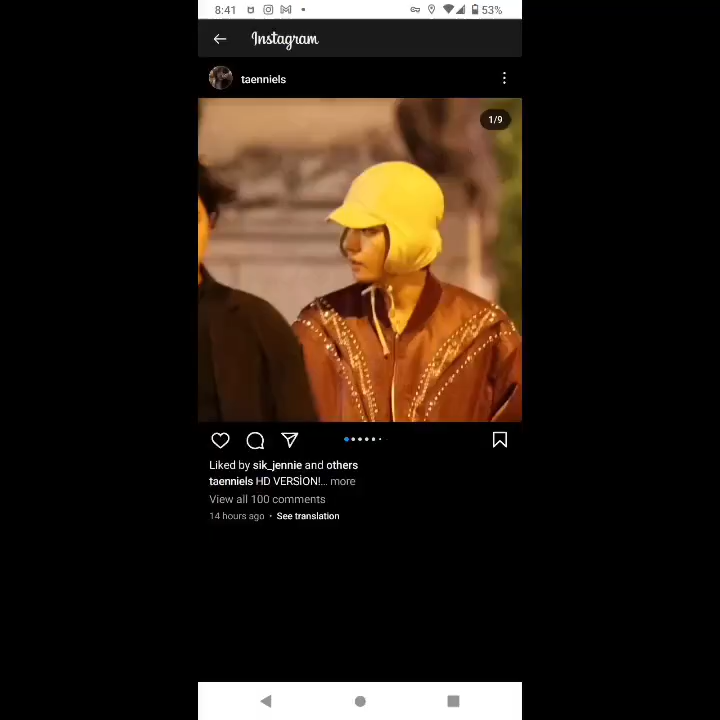 8:41 53%
Instagram
taenniels
1/9
Liked by sik_jennie and others
taenniels HD VERSİON!... more
View all 100 comments
14 hours ago • See translation